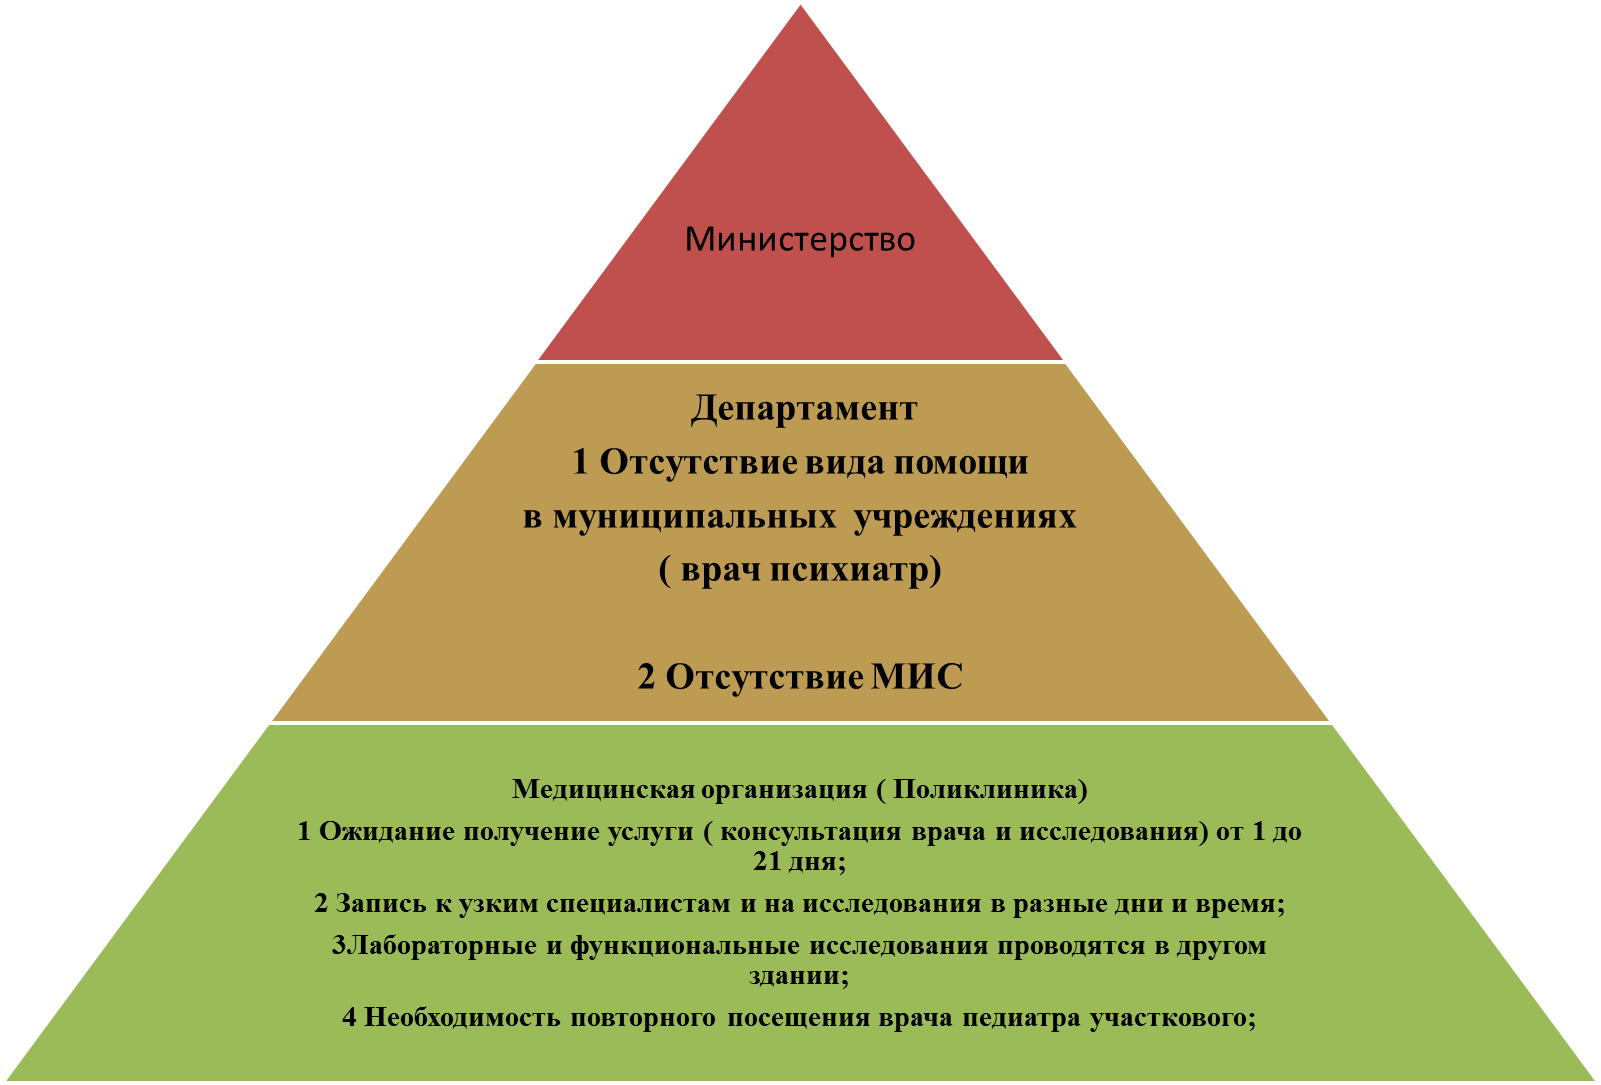 Министерство
Департамент
1 Отсутствие вида помощи
в муниципальных учреждениях
( врач психиатр)
2 Отсутствие МИС
Медицинская организация ( Поликлиника)
1 Ожидание получение услуги ( консультация врача и исследования) от 1 до
21 дня;
2 Запись к узким специалистам и на исследования в разные дни и время;
3Лабораторные и функциональные исследования проводятся в другом
здании;
4 Необходимость повторного посещения врача педиатра участкового;